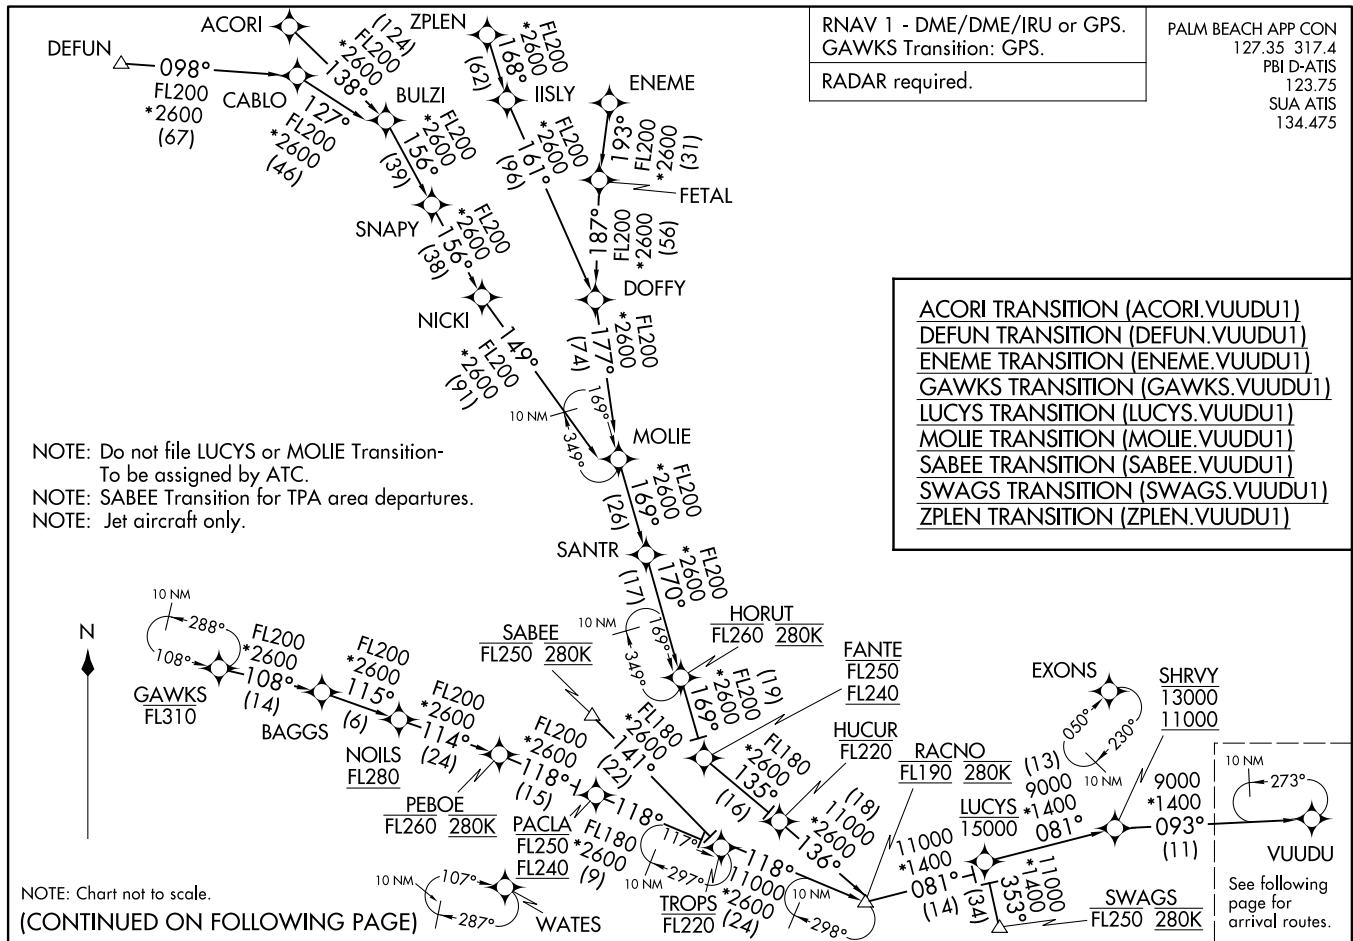 RNAV 1 - DME/DME/IRU or GPS.
GAWKS Transition: GPS.
RADAR required.
PALM BEACH APP CON
127.35 317.4
PBI D-ATIS
123.75
SUA ATIS
134.475
DEFUN
098°
FL200
*2600
(67)
ACORI
(124)
FL200
*2600
138°
CABLO
127°
FL200
*2600
(46)
BULZI
FL200
*2600
156°
(39)
SNAPY
FL200
*2600
156°
(38)
NICKI
149°
FL200
*2600
(91)
ZPLEN
FL200
*2600
168°
(62)
IISLY
FL200
*2600
161°
(96)
ENEME
193°
FL200
*2600
(31)
FETAL
187°
FL200
*2600
(56)
DOFFY
FL200
*2600
177°
(74)
10 NM
169°
349°
MOLIE
FL200
*2600
169°
(26)
SANTR
FL200
*2600
170°
(17)
10 NM
169°
349°
HORUT
FL260 280K
(19)
FL200
*2600
169°
FANTE
FL250
FL240
FL180
*2600
135°
(16)
HUCUR
FL220
(18)
11000
*2600
136°
RACNO
FL190 280K
ACORI TRANSITION (ACORI.VUUDU1)
DEFUN TRANSITION (DEFUN.VUUDU1)
ENEME TRANSITION (ENEME.VUUDU1)
GAWKS TRANSITION (GAWKS.VUUDU1)
LUCYS TRANSITION (LUCYS.VUUDU1)
MOLIE TRANSITION (MOLIE.VUUDU1)
SABEE TRANSITION (SABEE.VUUDU1)
SWAGS TRANSITION (SWAGS.VUUDU1)
ZPLEN TRANSITION (ZPLEN.VUUDU1)
NOTE: Do not file LUCYS or MOLIE Transition-
To be assigned by ATC.
NOTE: SABEE Transition for TPA area departures.
NOTE: Jet aircraft only.
N
10 NM
288°
108°
GAWKS
FL310
FL200
*2600
108°
(14)
BAGGS
FL200
*2600
115°
(6)
NOJLS
FL280
FL200
*2600
114°
(24)
PEBOE
FL260 280K
FL200
*2600
118°
(15)
PACLA
FL250
FL240
118°
FL180
*2600
(9)
SABEE
FL250 280K
FL180
*2600
141°
(22)
117°
297°
10 NM
TROPS
FL220
118°
11000
*2600
(24)
10 NM
298°
10 NM
107°
287°
WATES
11000
*1400
081°
(14)
LUCYS
15000
(13)
9000
*1400
081°
11000
*1400
353°
(34)
SWAGS
FL250 280K
EXONS
050°
230°
10 NM
SHRVY
13000
11000
9000
*1400
093°
(11)
10 NM
273°
VUUDU
See following
page for
arrival routes.
NOTE: Chart not to scale.
(CONTINUED ON FOLLOWING PAGE)